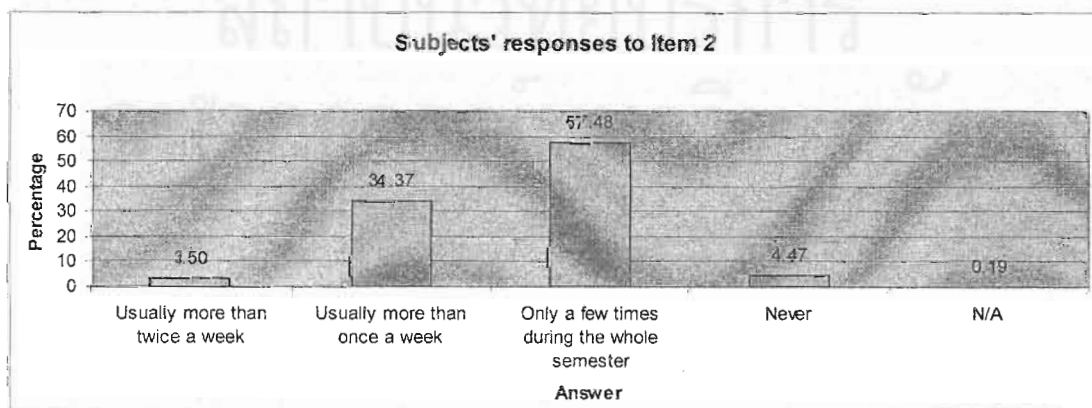 Subjects' responses to Item 2
Percentage
70
60
50
40
30
20
10
0
3.50
34.37
57.48
4.47
0.19
Usually more than
twice a week
Usually more than
once a week
Only a few times
during the whole
semester
Never
N/A
Answer